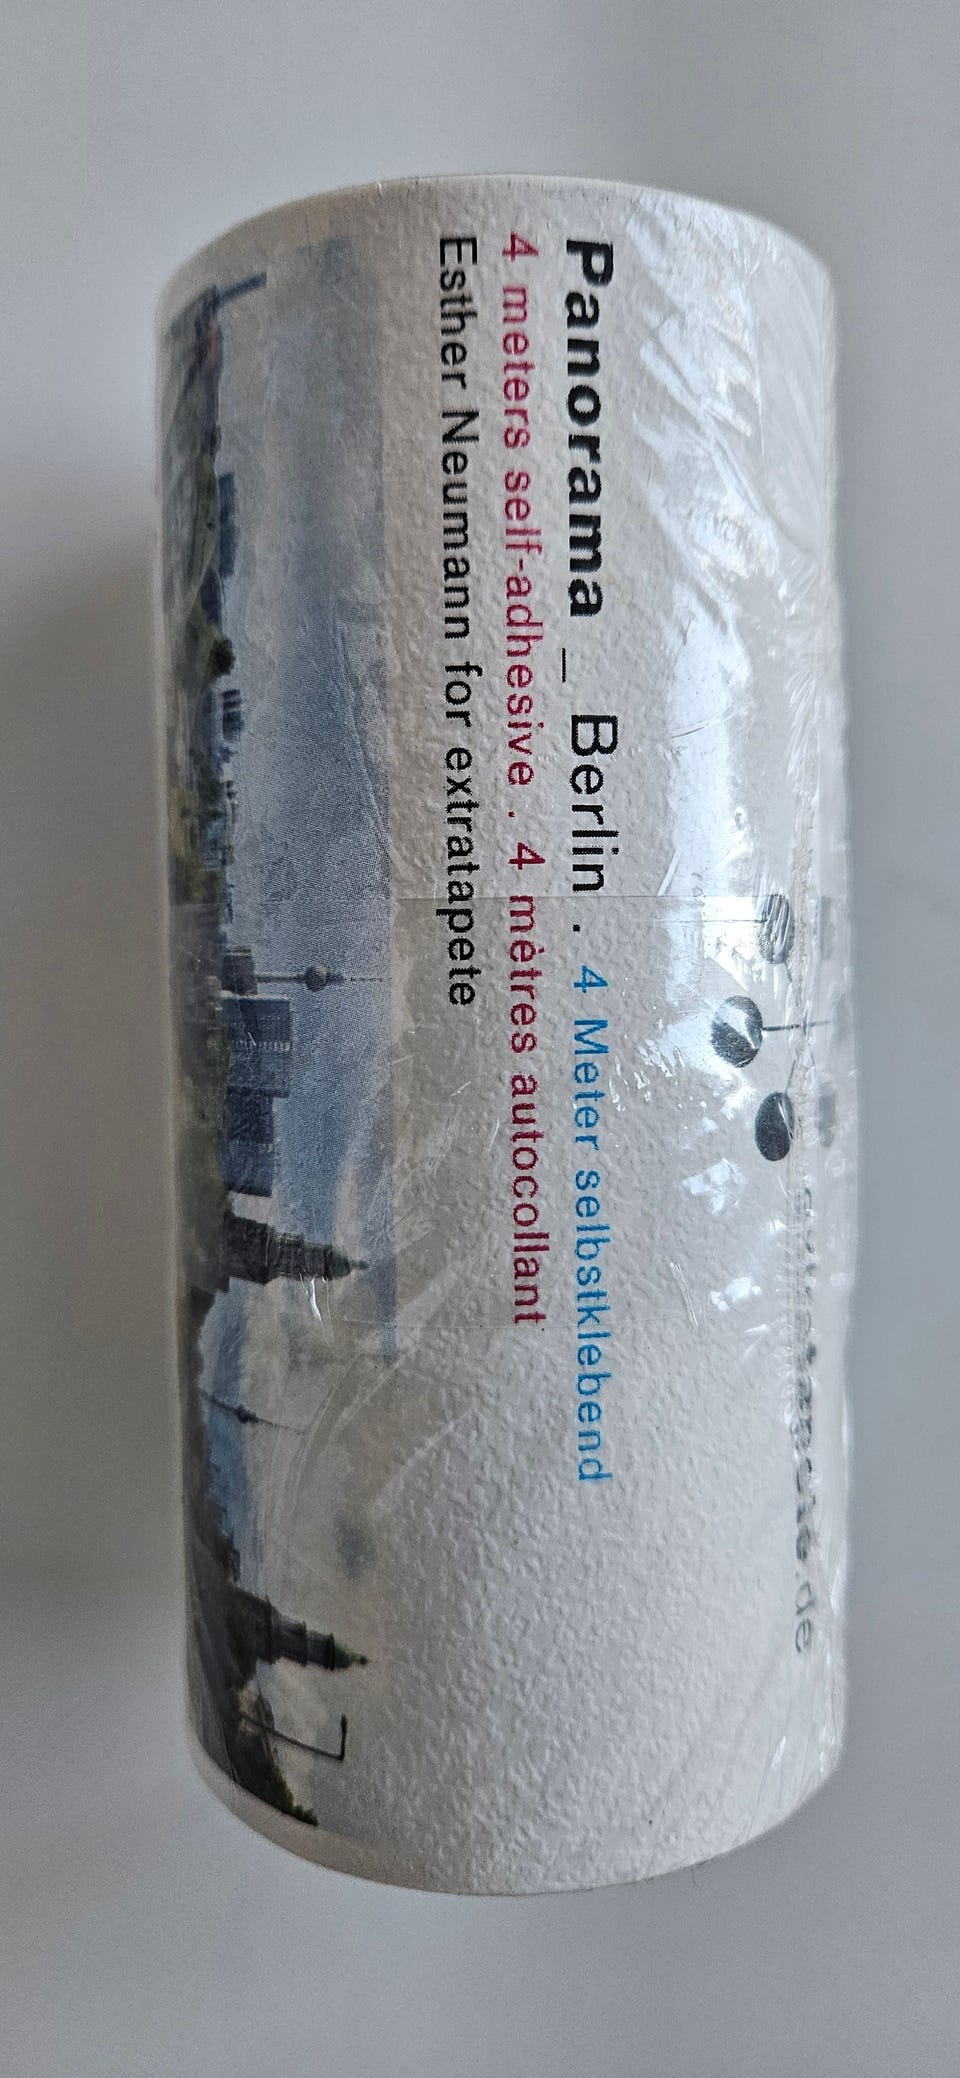 Panorama _ Berlin . 4 Meter selbstklebend
4 meters self-adhesive . 4 mètres autocollant
Esther Neumann for extratapete